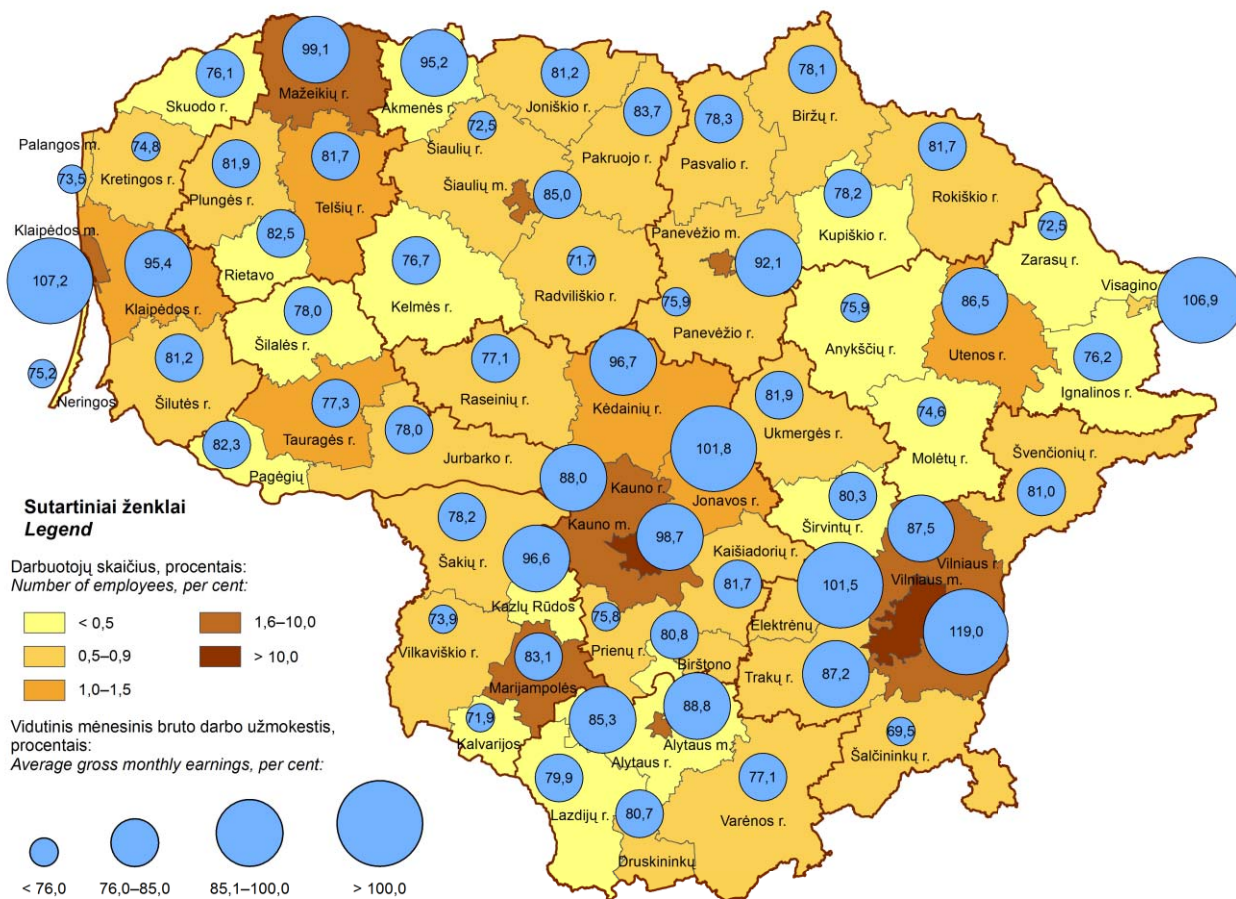 99,1
Mažeikių r.
95,2
Akmenės r.
76,1
Skuodo r.
81,2
Joniškio r.
78,1
Biržų r.
83,7
Pakruojo r.
78,3
Pasvalio r.
72,5
Šiaulių r.
Palangos m.
73,5
74,8
Kretingos r.
81,9
Plungės r.
81,7
Telšių r.
Šiaulių m.
85,0
81,7
Rokiškio r.
78,2
Kupiškio r.
72,5
Zarasų r.
Klaipėdos m.
107,2
95,4
Klaipėdos r.
82,5
Rietavo
76,7
Kelmės r.
71,7
Radviliškio r.
Panevėžio m.
92,1
75,9
Panevėžio r.
75,9
Anykščių r.
86,5
Utenos r.
Visagino
106,9
76,2
Ignalinos r.
78,0
Šilalės r.
81,2
Šilutės r.
75,2
Neringos
77,1
Raseinių r.
96,7
Kėdainių r.
81,9
Ukmergės r.
74,6
Molėtų r.
77,3
Tauragės r.
78,0
Jurbarko r.
82,3
Pagėgių
101,8
Jonavos r.
88,0
Kauno r.
Kauno m.
98,7
80,3
Širvintų r.
Švenčionių r.
81,0
78,2
Šakių r.
96,6
Kazlų Rūdos
Kaišiadorių r.
81,7
101,5
Elektrėnų
87,5
Vilniaus r.
Vilniaus m.
119,0
73,9
Vilkaviškio r.
83,1
Marijampolės
75,8
Prienų r.
80,8
Birštono
87,2
Trakų r.
71,9
Kalvarijos
85,3
Alytaus r.
88,8
Alytaus m.
69,5
Šalčininkų r.
79,9
Lazdijų r.
80,7
Druskininkų
77,1
Varėnos r.
Sutartiniai ženklai
Legend
Darbuotojų skaičius, procentais:
Number of employees, per cent:
< 0,5
1,6–10,0
0,5–0,9
> 10,0
1,0–1,5
Vidutinis mėnesinis bruto darbo užmokestis,
procentais:
Average gross monthly earnings, per cent:
< 76,0
76,0–85,0
85,1–100,0
> 100,0